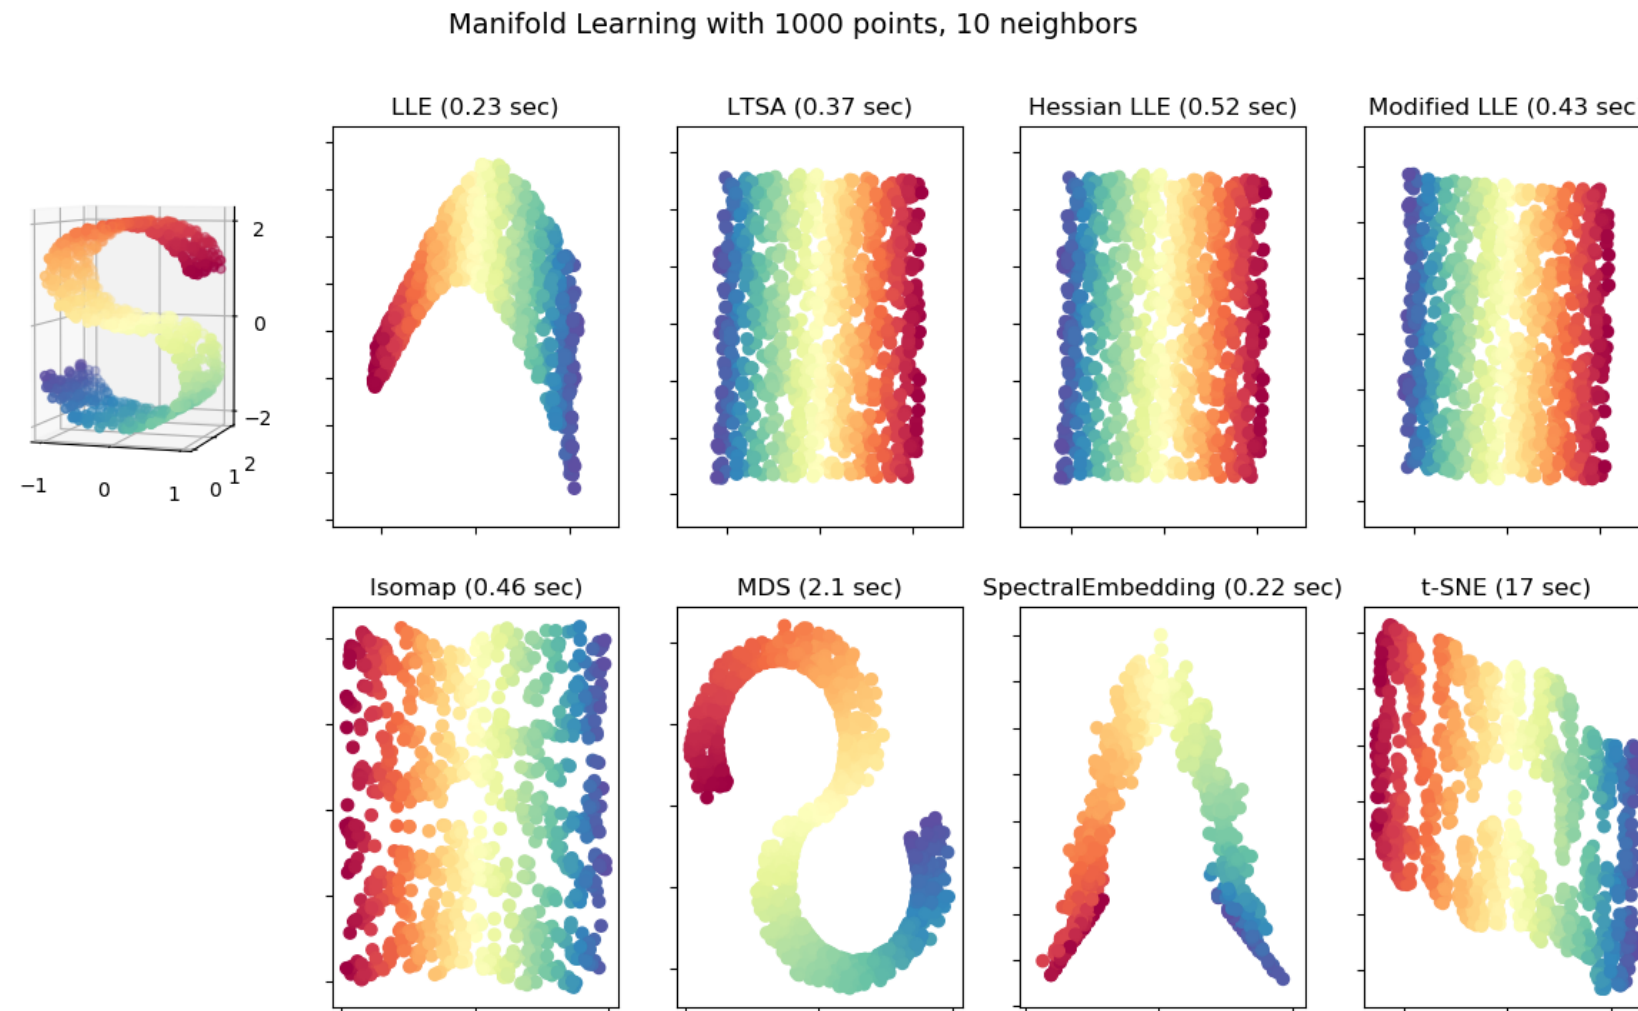 Manifold Learning with 1000 points, 10 neighbors
LLE (0.23 sec)
LTSA (0.37 sec)
Hessian LLE (0.52 sec)
Modified LLE (0.43 sec
2
0
−2
−1
0
1
0
1
2
Isomap (0.46 sec)
MDS (2.1 sec)
SpectralEmbedding (0.22 sec)
t-SNE (17 sec)